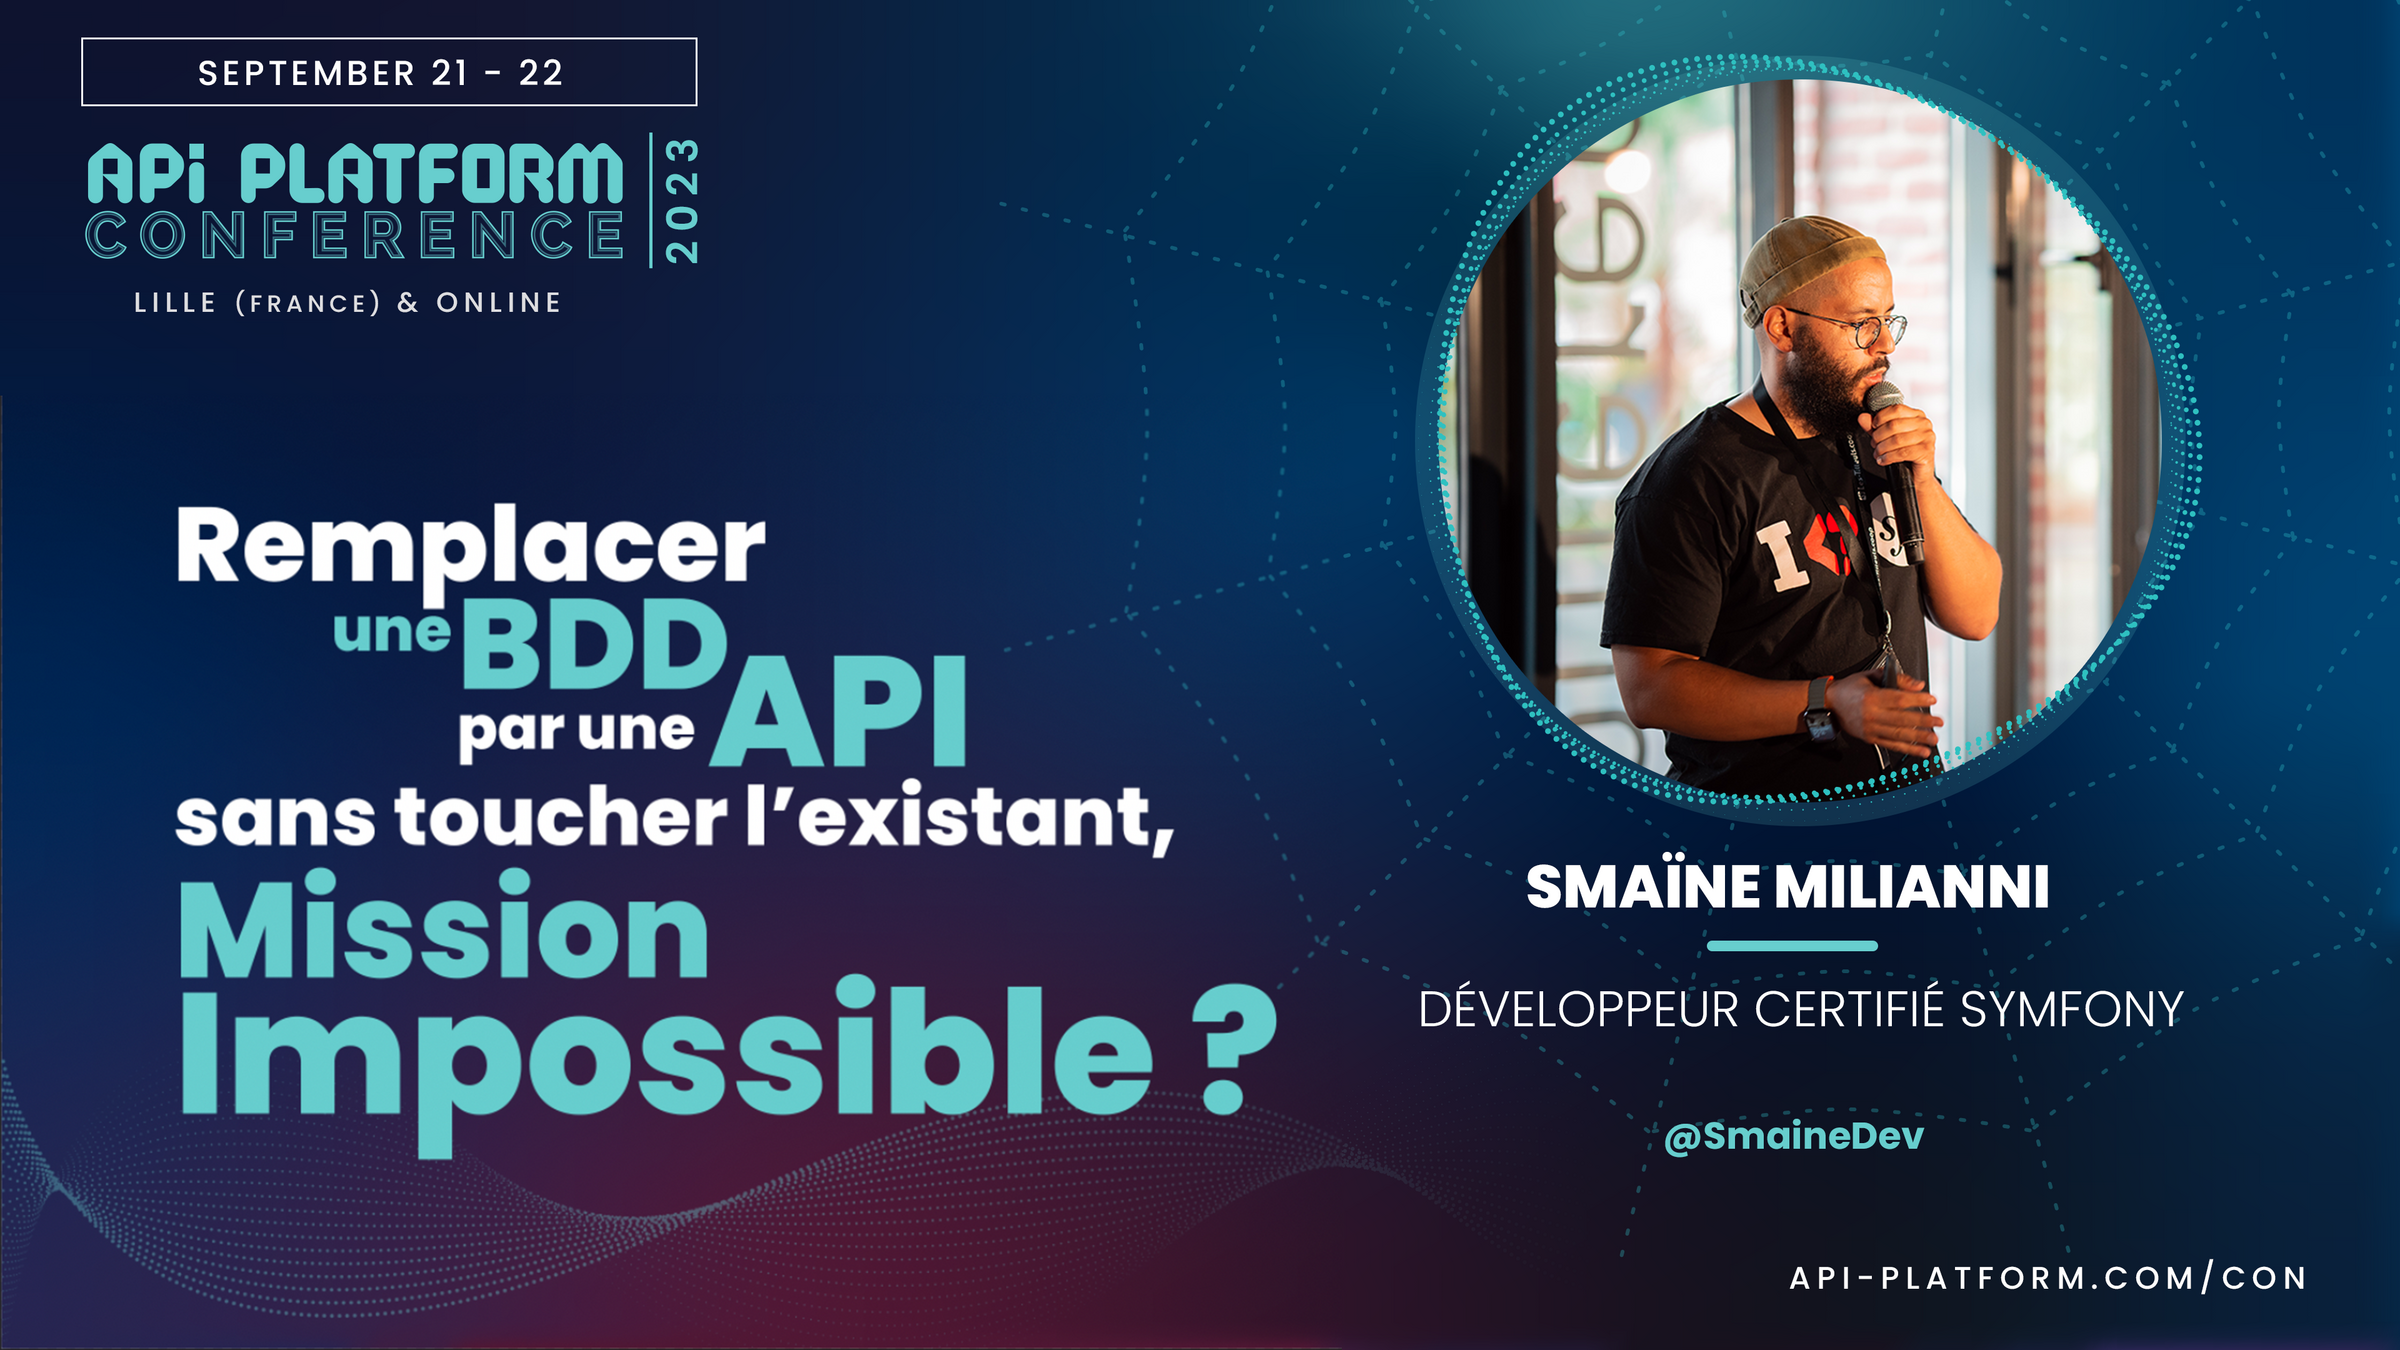 SEPTEMBER 21 - 22
APi PLATFORM
CONFERENCE
2023
LILLE (FRANCE) & ONLINE
Remplacer
une BDD
par une API
sans toucher l’existant,
Mission
Impossible ?
I
SMAÏNE MILIANNI
DÉVELOPPEUR CERTIFIÉ SYMFONY
@SmaineDev
API-PLATFORM.COM/CON